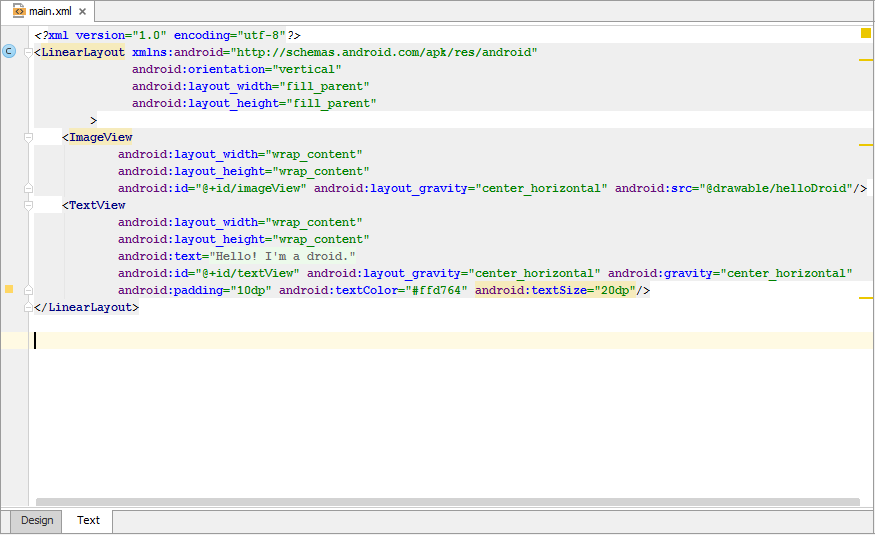 main.xml
<?xml version="1.0" encoding="utf-8"?>
C
<LinearLayout xmlns:android="http://schemas.android.com/apk/res/android"
android:orientation="vertical"
android:layout_width="fill_parent"
android:layout_height="fill_parent"
>
<ImageView
android:layout_width="wrap_content"
android:layout_height="wrap_content"
android:id="@+id/imageView" android:layout_gravity="center_horizontal" android:src="@drawable/helloDroid"/>
<TextView
android:layout_width="wrap_content"
android:layout_height="wrap_content"
android:text="Hello! I'm a droid."
android:id="@+id/textView" android:layout_gravity="center_horizontal" android:gravity="center_horizontal"
android:padding="10dp" android:textColor="#ffd764" android:textSize="20dp"/>
</LinearLayout>
Design Text